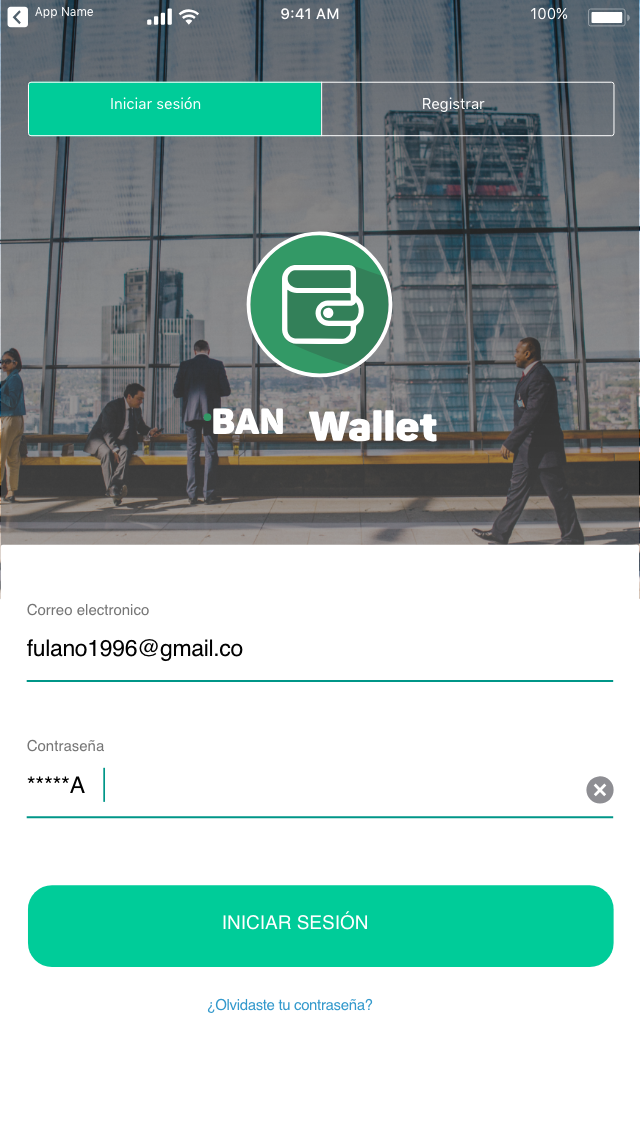 App Name 9:41 AM 100%
Iniciar sesión Registrar
BAN Wallet
Correo electronico
fulano1996@gmail.co
Contraseña
*****A
INICIAR SESIÓN
¿Olvidaste tu contraseña?